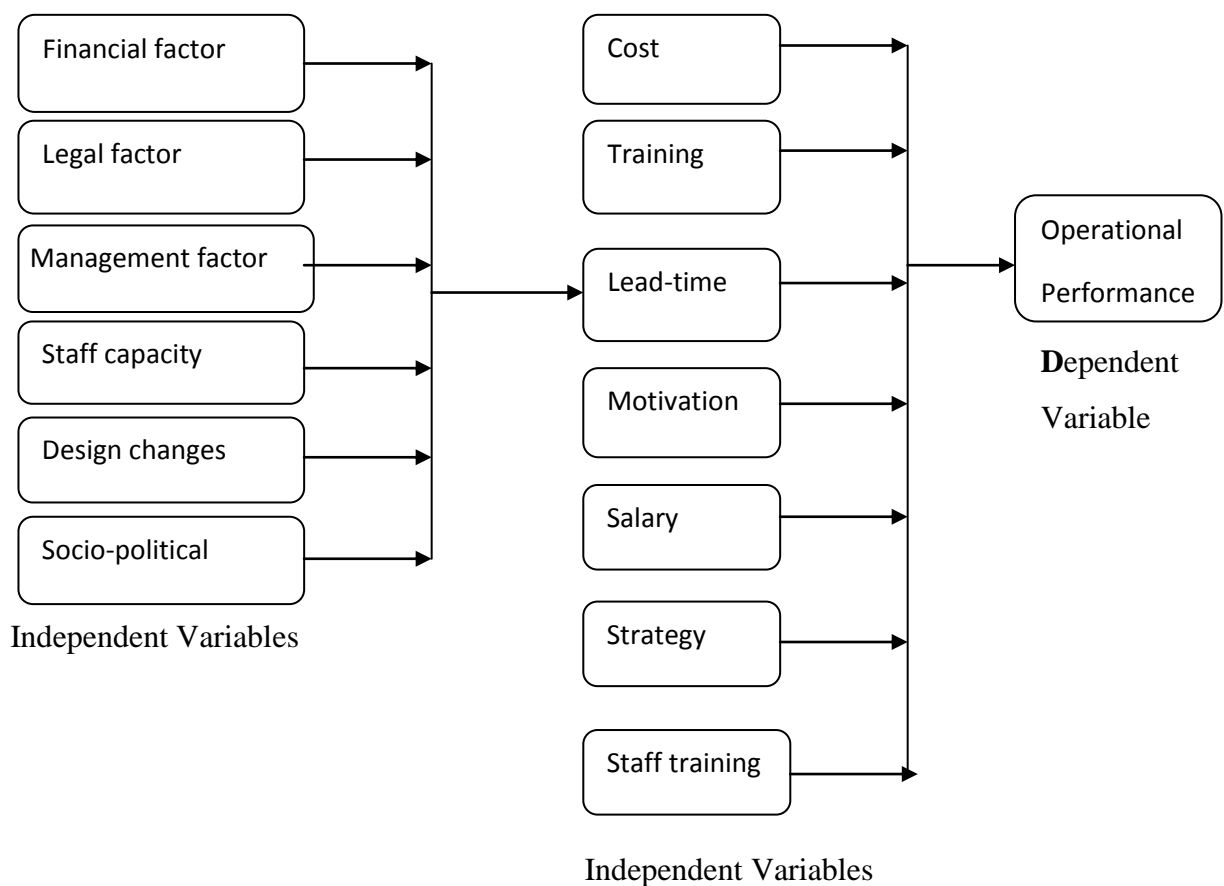 Financial factor
Legal factor
Management factor
Staff capacity
Design changes
Socio-political
Independent Variables
Cost
Training
Lead-time
Motivation
Salary
Strategy
Staff training
Independent Variables
Operational
Performance
Dependent
Variable